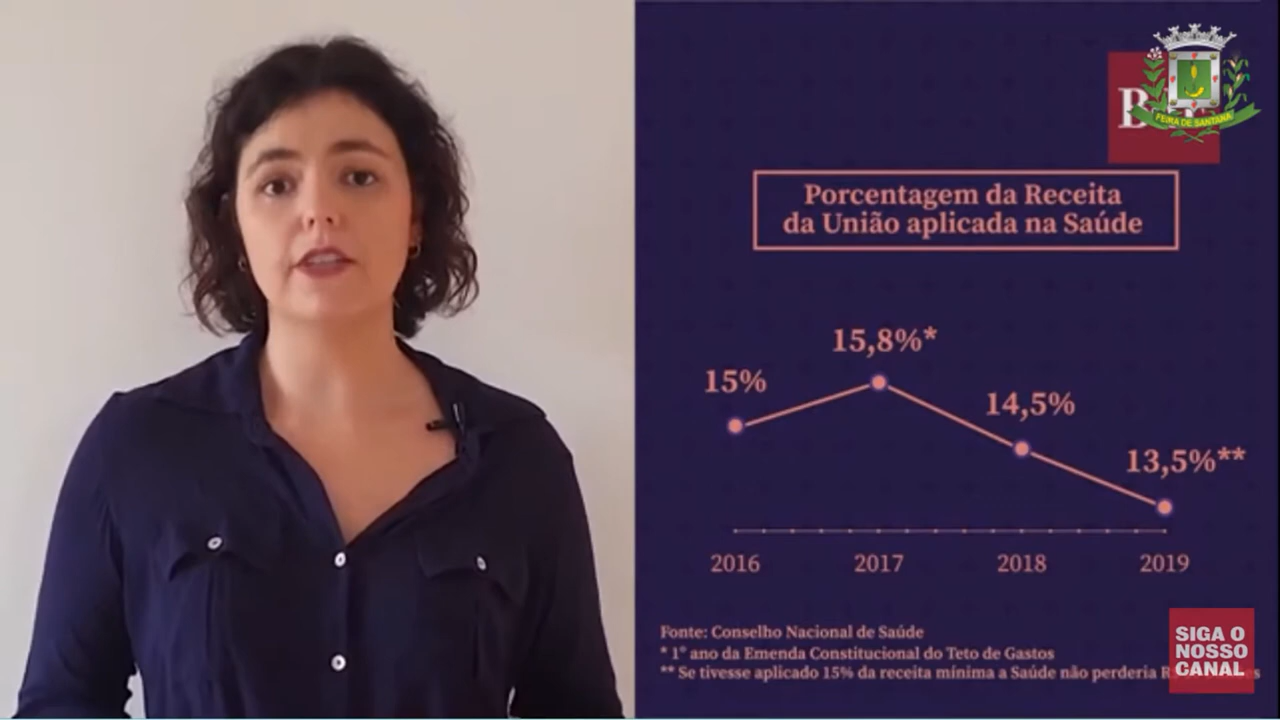 B
FEIRA DE SANTANA
Porcentagem da Receita
da União aplicada na Saúde
15%
15,8%*
14,5%
13,5%**
2016
2017
2018
2019
Fonte: Conselho Nacional de Saúde
* 1º ano da Emenda Constitucional do Teto de Gastos
** Se tivesse aplicado 15% da receita mínima a Saúde não perderia
SIGA O
NOSSO
CANAL